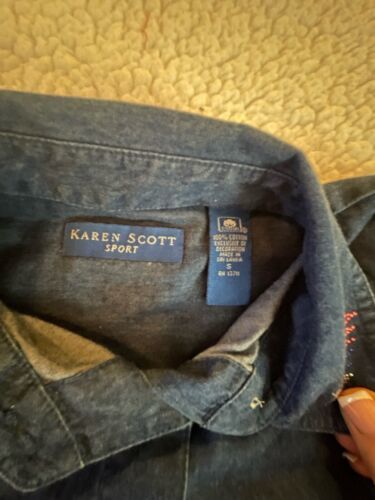 KAREN SCOTT
SPORT
100% COTTON
EXCLUSIVE OF
DECORATION
MADE IN
SRI LANKA
S